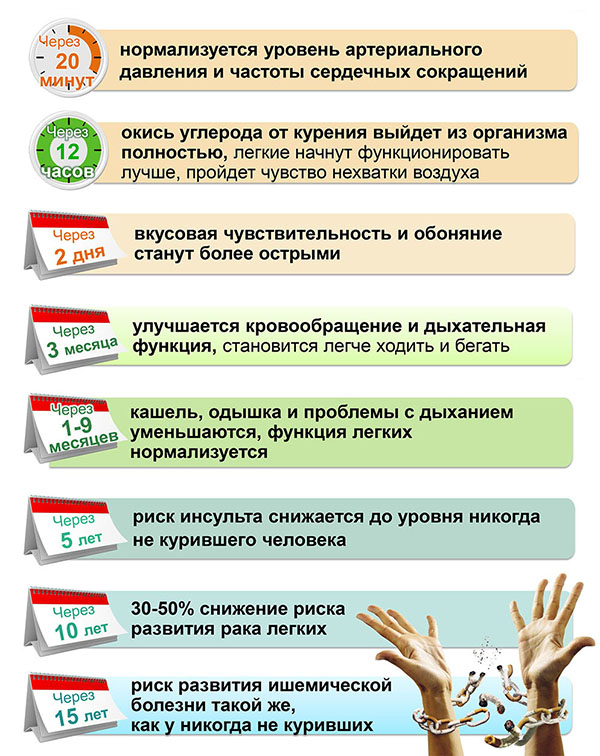 Через
20
минут
нормализуется уровень артериального
давления и частоты сердечных сокращений
Через
12
часов
окись углерода от курения выйдет из организма
полностью, легкие начнут функционировать
лучше, пройдет чувство нехватки воздуха
Через
2 дня
вкусовая чувствительность и обоняние
станут более острыми
Через
3 месяца
улучшается кровообращение и дыхательная
функция, становится легче ходить и бегать
Через
1-9
месяцев
кашель, одышка и проблемы с дыханием
уменьшаются, функция легких
нормализуется
Через
5 лет
риск инсульта снижается до уровня никогда
не курившего человека
Через
10 лет
30-50% снижение риска
развития рака легких
Через
15 лет
риск развития ишемической
болезни такой же,
как у никогда не куривших